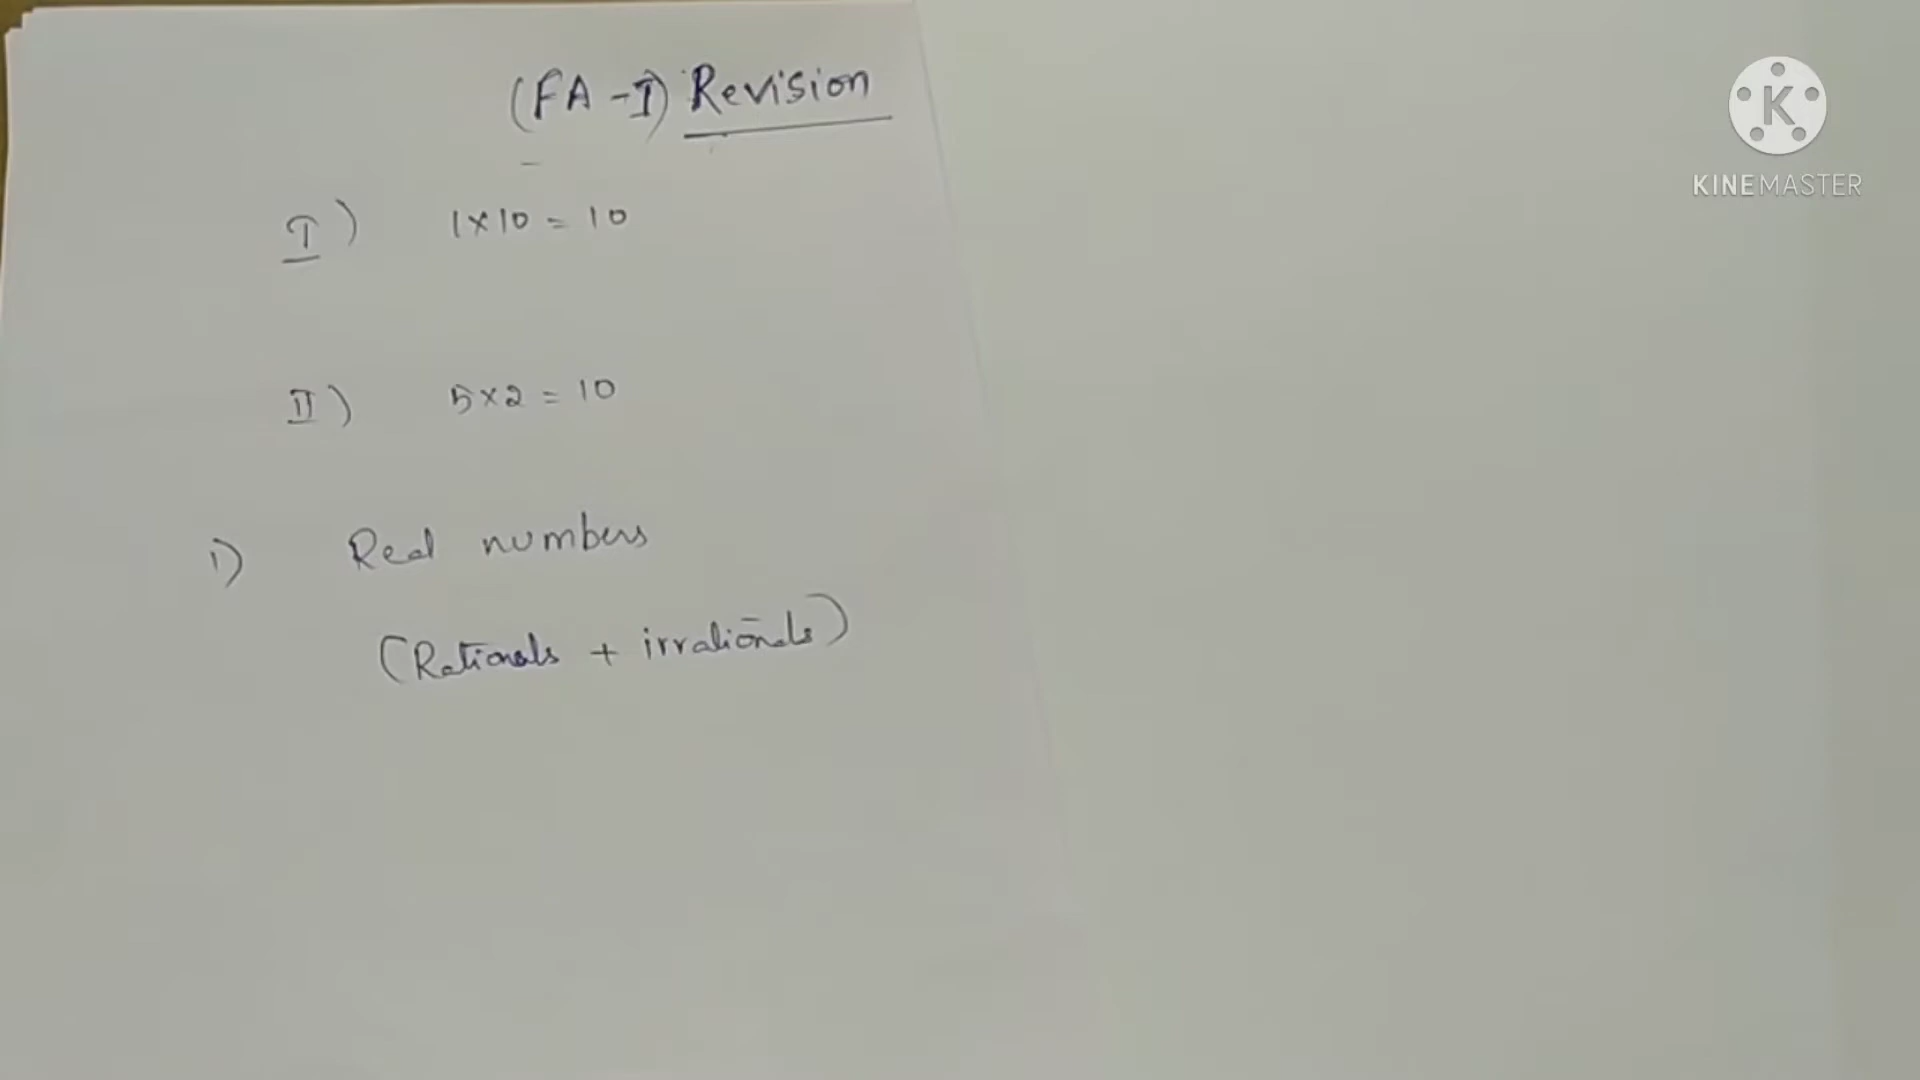 (FA-I) Revision
I) 1×10 = 10
II) 5×2 = 10
1) Real numbers
(Rationals + irrationals)
K
KINEMASTER